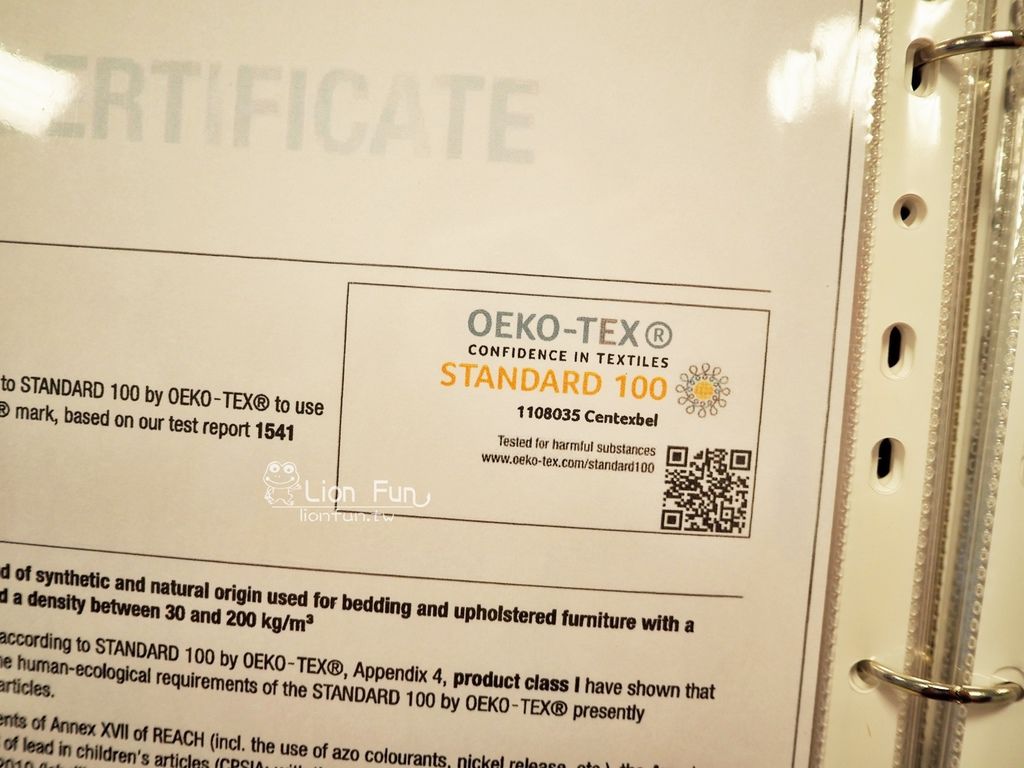 ERTIFICATE
OEKO-TEX®
CONFIDENCE IN TEXTILES
STANDARD 100
1108035 Centexbel
Tested for harmful substances
www.oeko-tex.com/standard100
to STANDARD 100 by OEKO-TEX® to use
® mark, based on our test report 1541
Lion Fun
lionfun.tw
d of synthetic and natural origin used for bedding and upholstered furniture with a
d a density between 30 and 200 kg/m³
according to STANDARD 100 by OEKO-TEX®, Appendix 4, product class I have shown that
e human-ecological requirements of the STANDARD 100 by OEKO-TEX® presently
articles.
ents of Annex XVII of REACH (incl. the use of azo colourants, nickel release, etc.), the
of lead in children's articles (CPSIA;